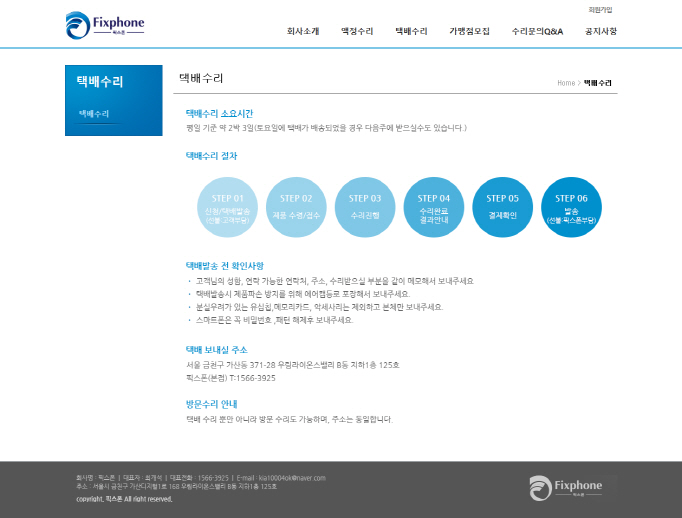 회원가입
Fixphone
픽스폰
회사소개 액정수리 택배수리 가맹점모집 수리문의Q&A 공지사항
택배수리
택배수리
택배수리
Home > 택배수리
택배수리 소요시간
평일 기준 약 2박 3일(토요일에 택배가 배송되었을 경우 다음주에 받으실수도 있습니다.)
택배수리 절차
STEP 01
신청/택배발송
(선불:고객부담)
STEP 02
제품 수령/접수
STEP 03
수리진행
STEP 04
수리완료
결과안내
STEP 05
결제확인
STEP 06
발송
(선불:픽스폰부담)
택배발송 전 확인사항
· 고객님의 성함, 연락 가능한 연락처, 주소, 수리받으실 부분을 같이 메모해서 보내주세요
· 택배발송시 제품파손 방지를 위해 에어캡등로 포장해서 보내주세요.
· 분실우려가 있는 유심칩,메모리카드, 악세사리는 제외하고 본체만 보내주세요.
· 스마트폰은 꼭 비밀번호 ,패턴 해제후 보내주세요.
택배 보내실 주소
서울 금천구 가산동 371-28 우림라이온스밸리 B동 지하1층 125호
픽스폰(본점) T:1566-3925
방문수리 안내
택배 수리 뿐만 아니라 방문 수리도 가능하며, 주소는 동일합니다.
회사명 : 픽스폰 | 대표자 : 최개석 | 대표전화 : 1566-3925 | E-mail : kia10004ok@naver.com
주소 : 서울시 금천구 가산디지털1로 168 우림라이온스밸리 B동 지하1층 125호
copyright. 픽스폰 All right reserved.
Fixphone
픽스폰